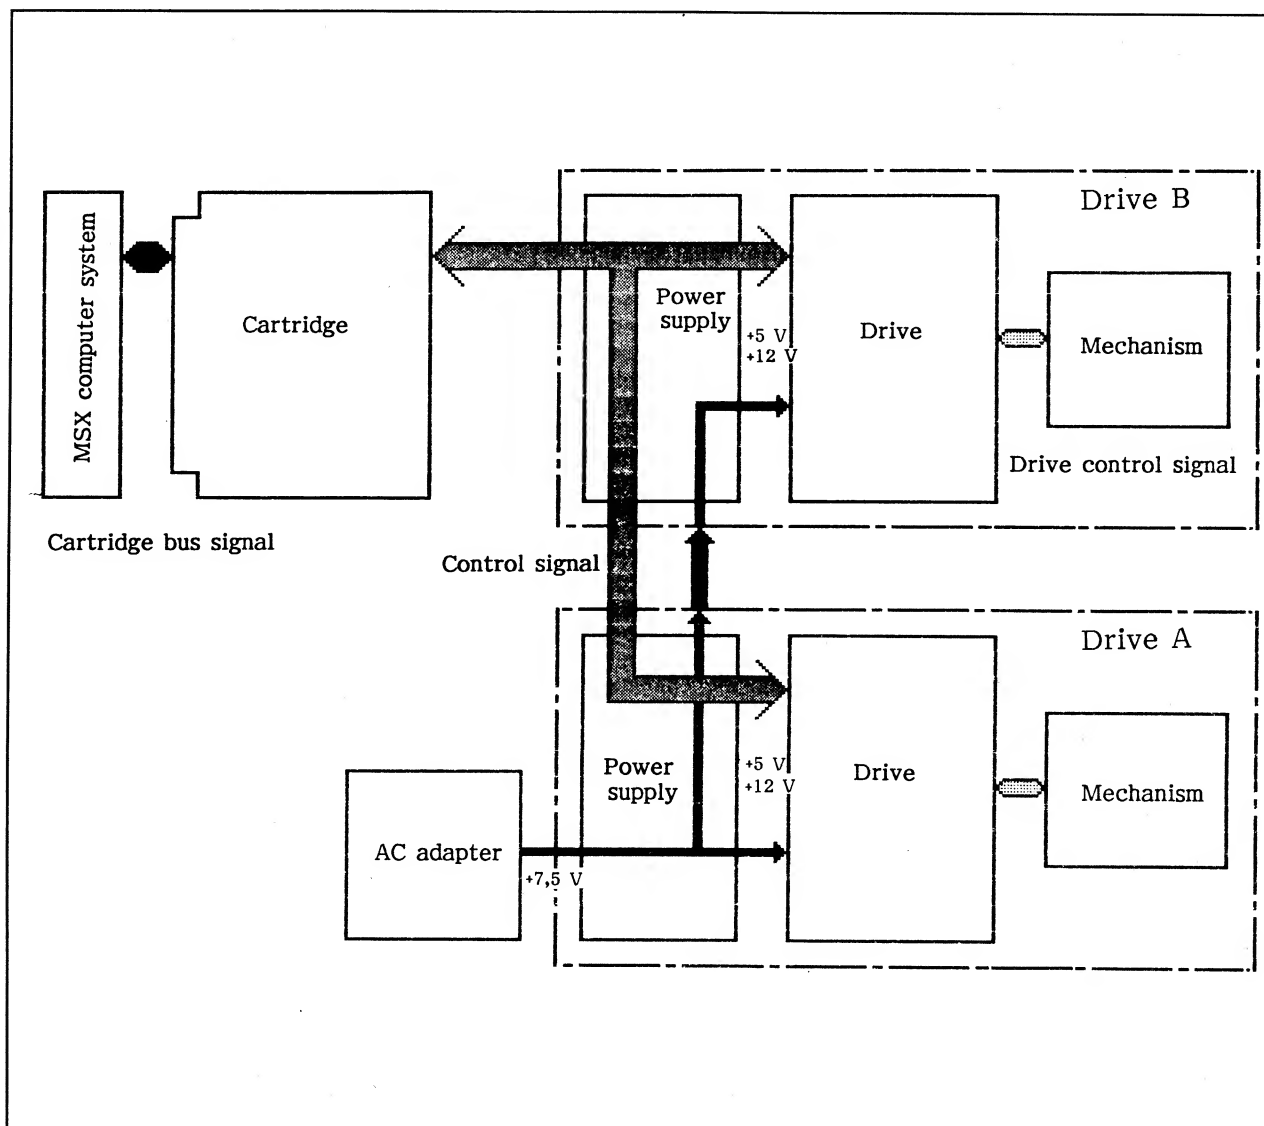 Drive B
MSX computer system
Cartridge
Power
supply
+5 V
+12 V
Drive
Mechanism
Drive control signal
Cartridge bus signal
Control signal
Drive A
Power
supply
+5 V
+12 V
Drive
Mechanism
AC adapter
+7,5 V